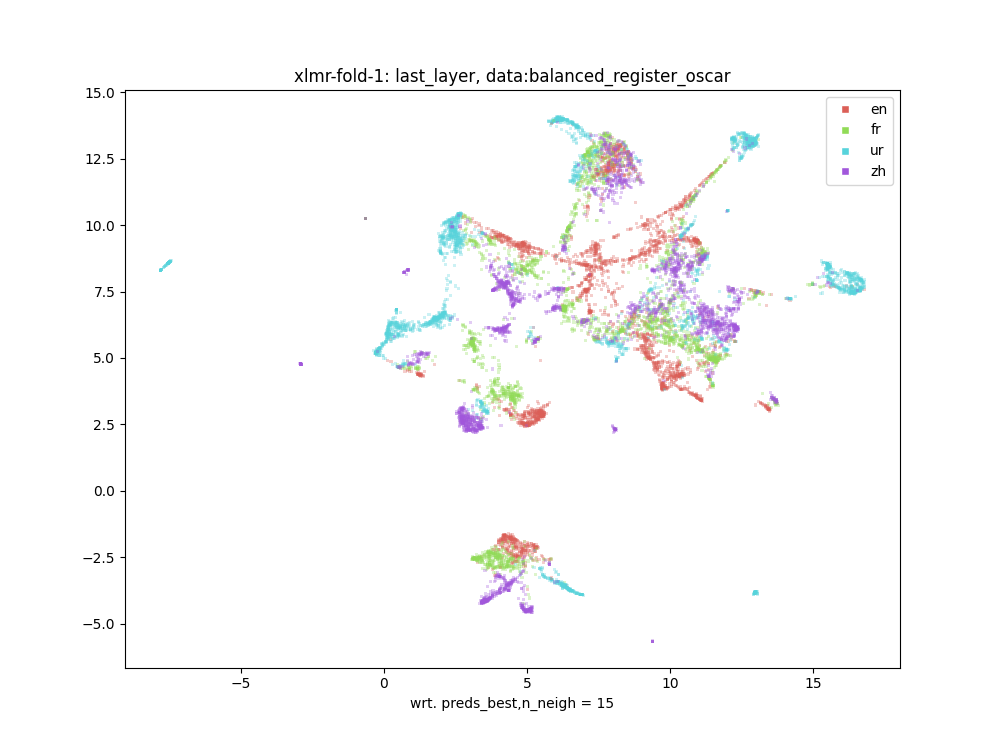 xlmr-fold-1: last_layer, data:balanced_register_oscar
en
fr
ur
zh
15.0
12.5
10.0
7.5
5.0
2.5
0.0
−2.5
−5.0
−5 0 5 10 15
wrt. preds_best,n_neigh = 15